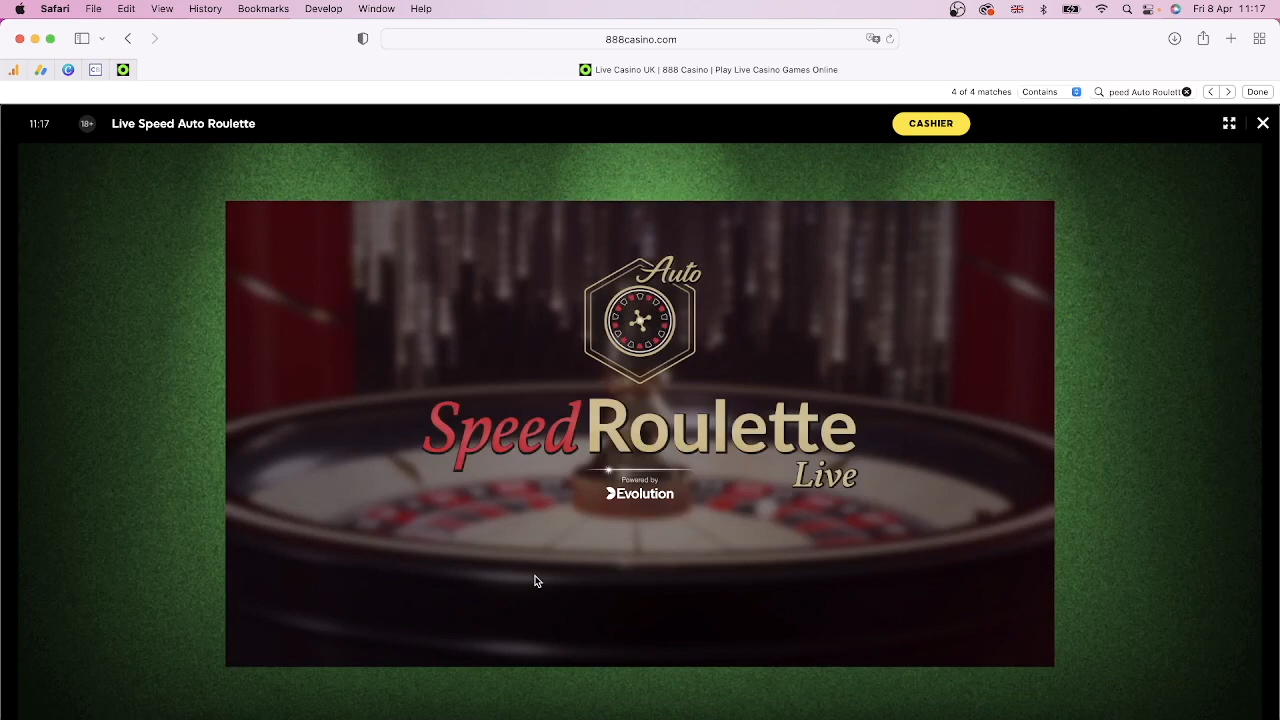 Safari File Edit View History Bookmarks Develop Window Help Fri 8 Apr 11:17
888casino.com
CB Live Casino UK | 888 Casino | Play Live Casino Games Online
4 of 4 matches Contains peed Auto Roulett Done
11:17 18+ Live Speed Auto Roulette CASHIER
Auto
Speed Roulette
Live
Powered by
Evolution